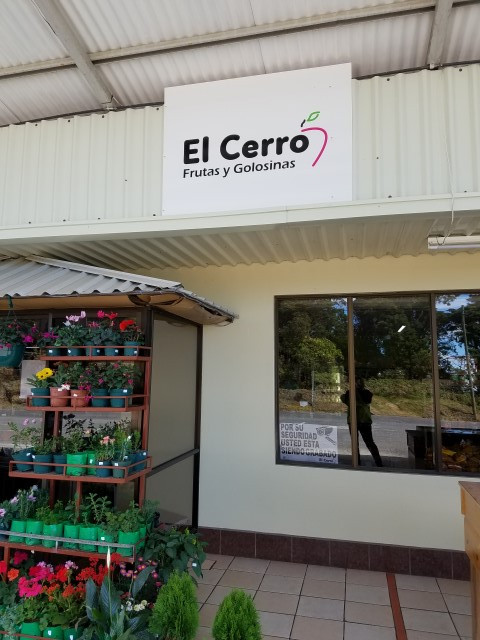 El Cerro
Frutas y Golosinas
POR SU
SEGURIDAD
USTED ESTA
SIENDO GRABADO